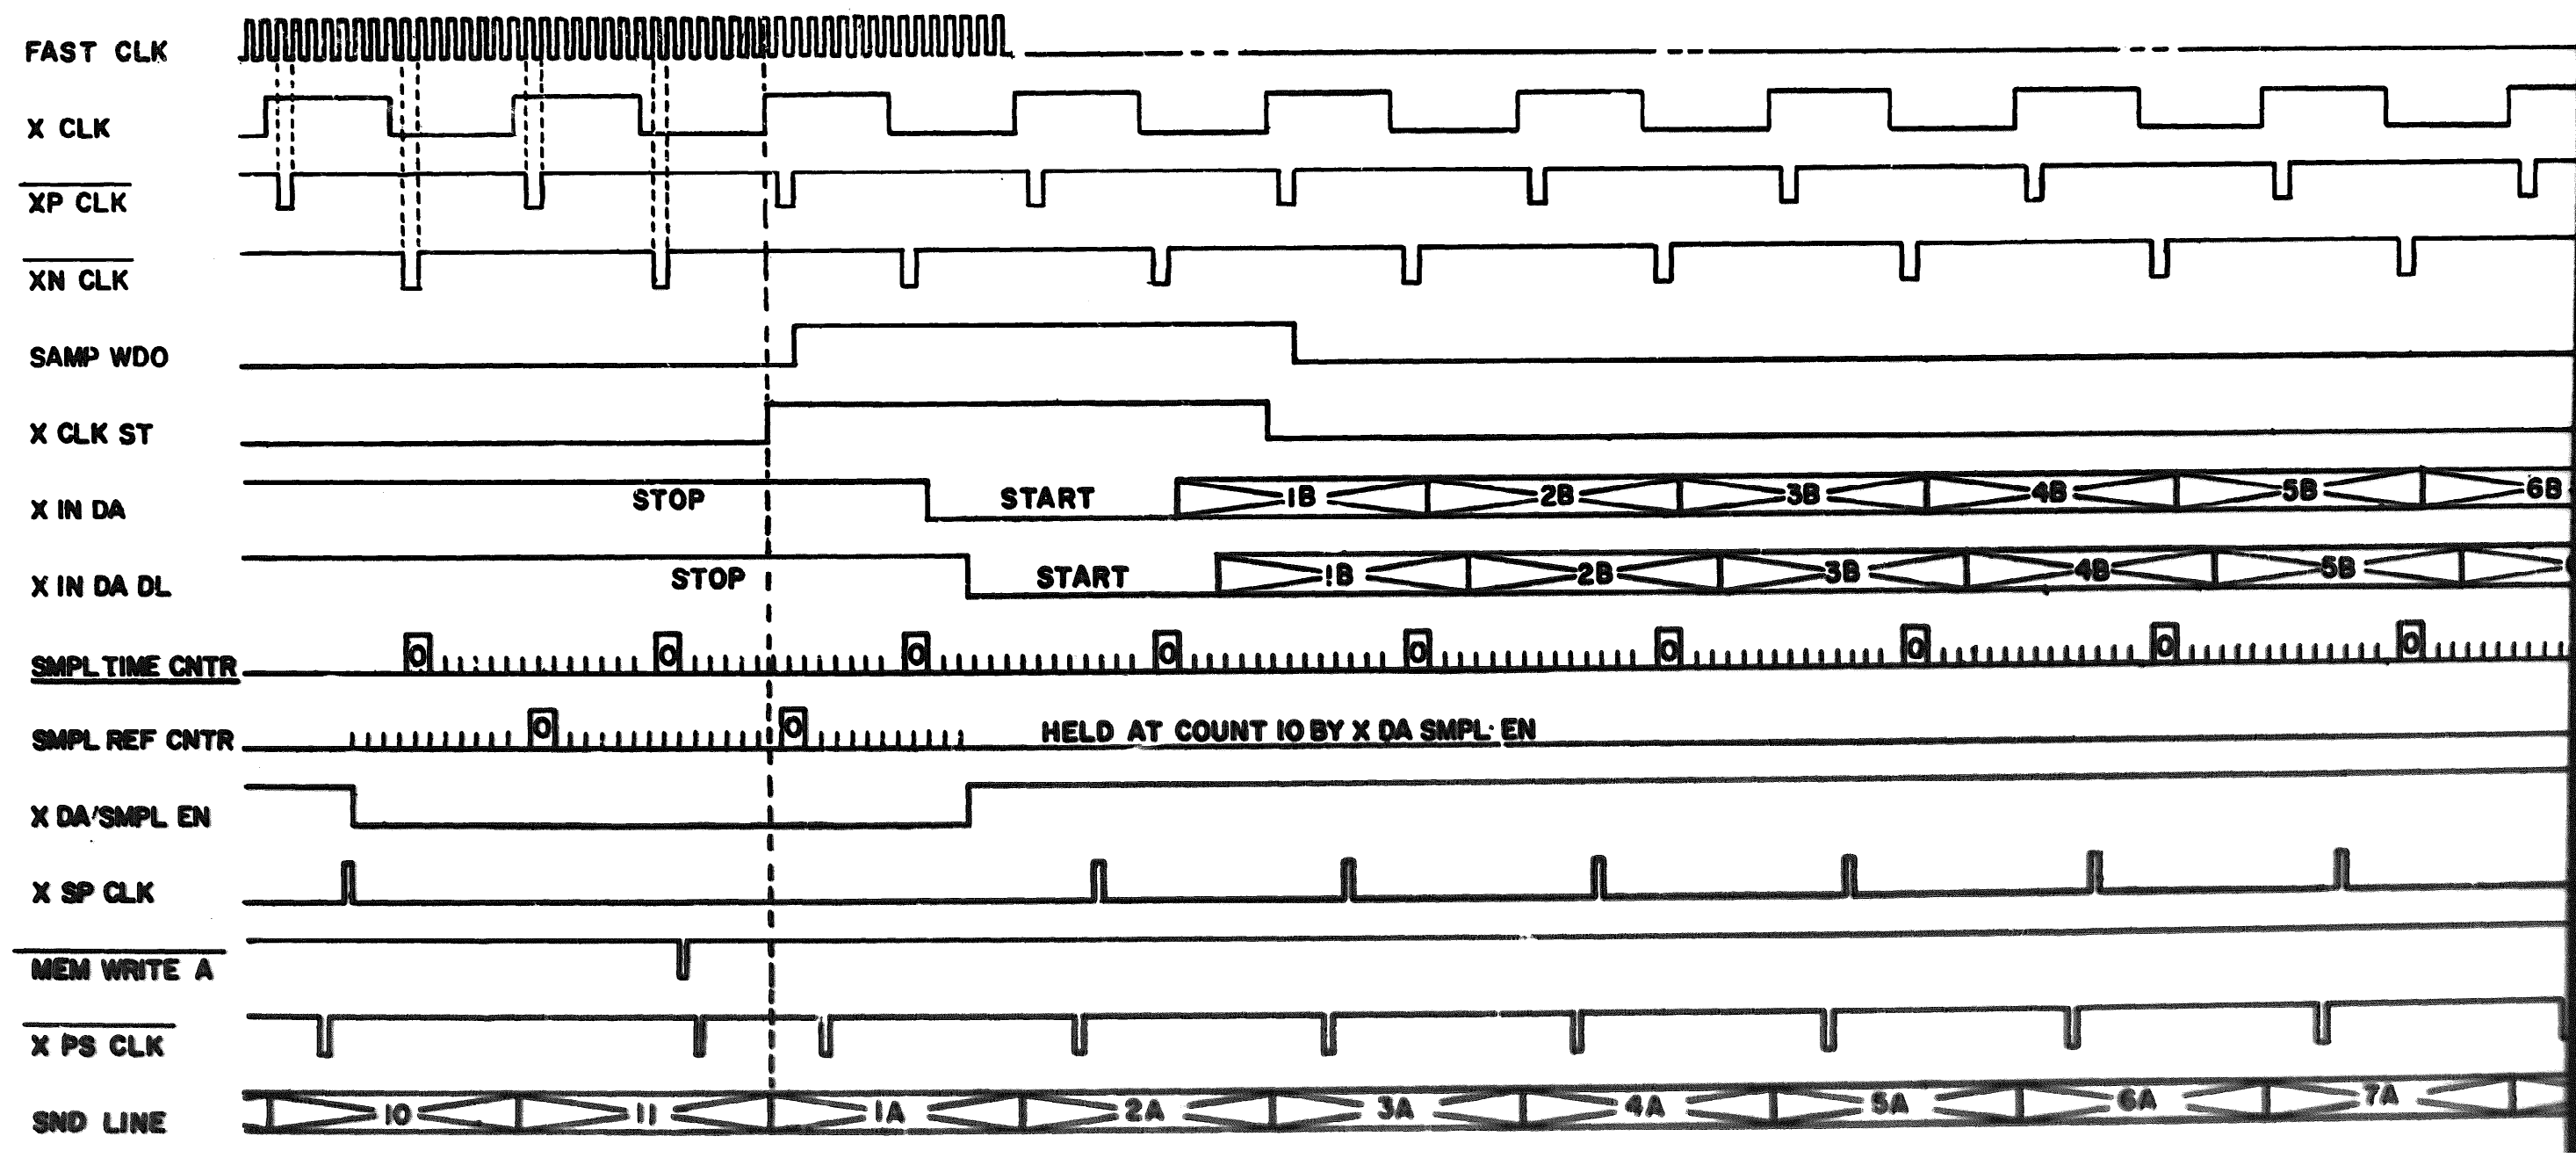 FAST CLK
X CLK
XP CLK
XN CLK
SAMP WDO
X CLK ST
X IN DA STOP START 1B 2B 3B 4B 5B 6B
X IN DA DL STOP START 1B 2B 3B 4B 5B
SMPL TIME CNTR 0 0 0 0 0 0 0 0 0
SMPL REF CNTR 0 0 HELD AT COUNT 10 BY X DA SMPL EN
X DA/SMPL EN
X SP CLK
MEM WRITE A
X PS CLK
SND LINE 10 11 1A 2A 3A 4A 5A 6A 7A